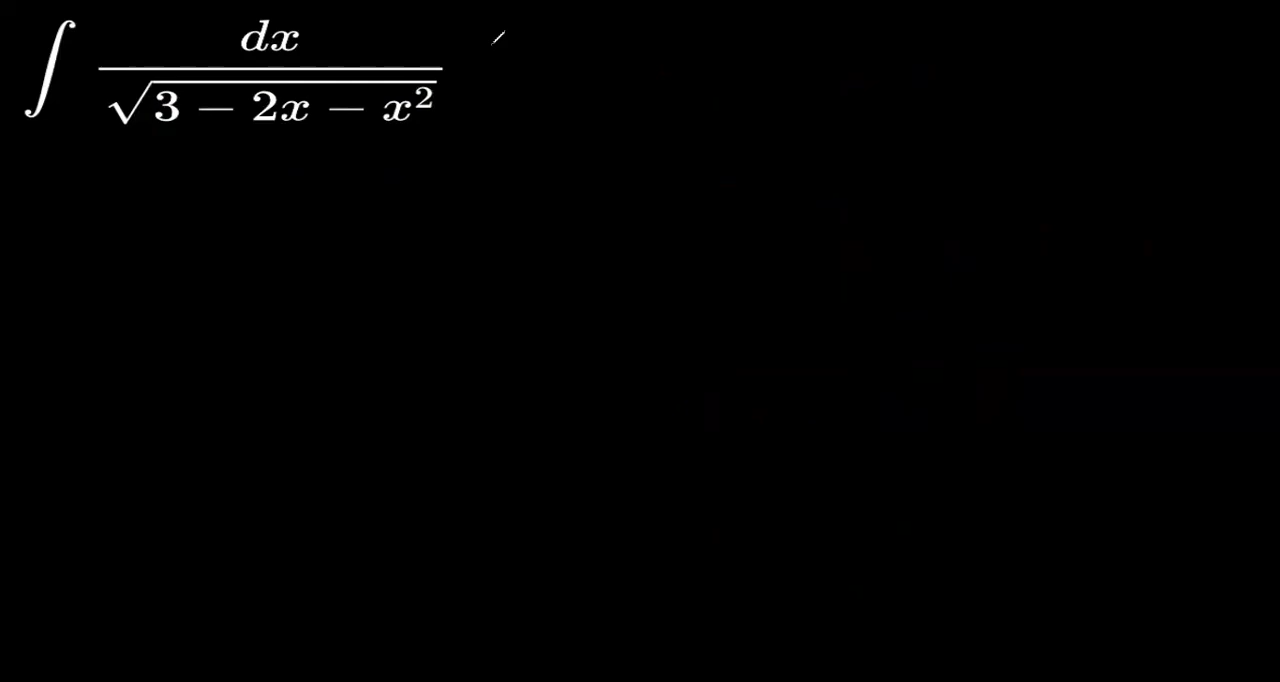 ∫ dx / √(3 − 2x − x²)